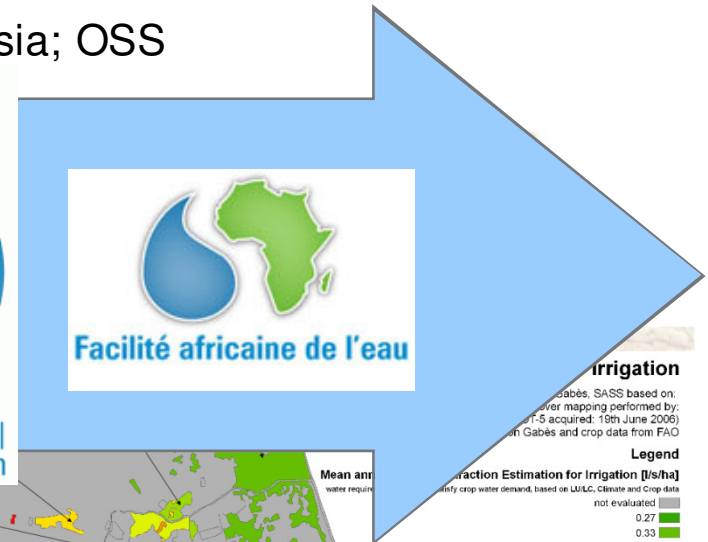 sia; OSS
Facilité africaine de l'eau
Irrigation
Gabès, SASS based on:
over mapping performed by:
T-5 acquired: 19th June 2006)
n Gabès and crop data from FAO
Legend
Mean ann raction Estimation for Irrigation [l/s/ha]
water require sfy crop water demand, based on LU/LC, Climate and Crop data
not evaluated
0.27
0.33